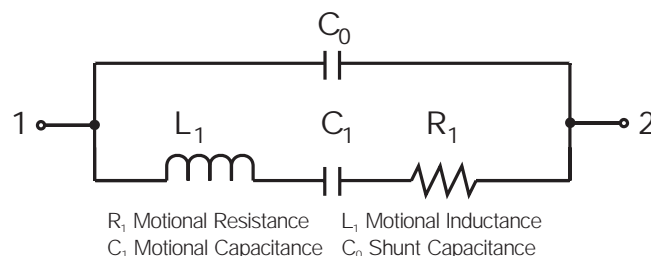 C₀
1 L₁ C₁ R₁ 2
R₁ Motional Resistance L₁ Motional Inductance
C₁ Motional Capacitance C₀ Shunt Capacitance